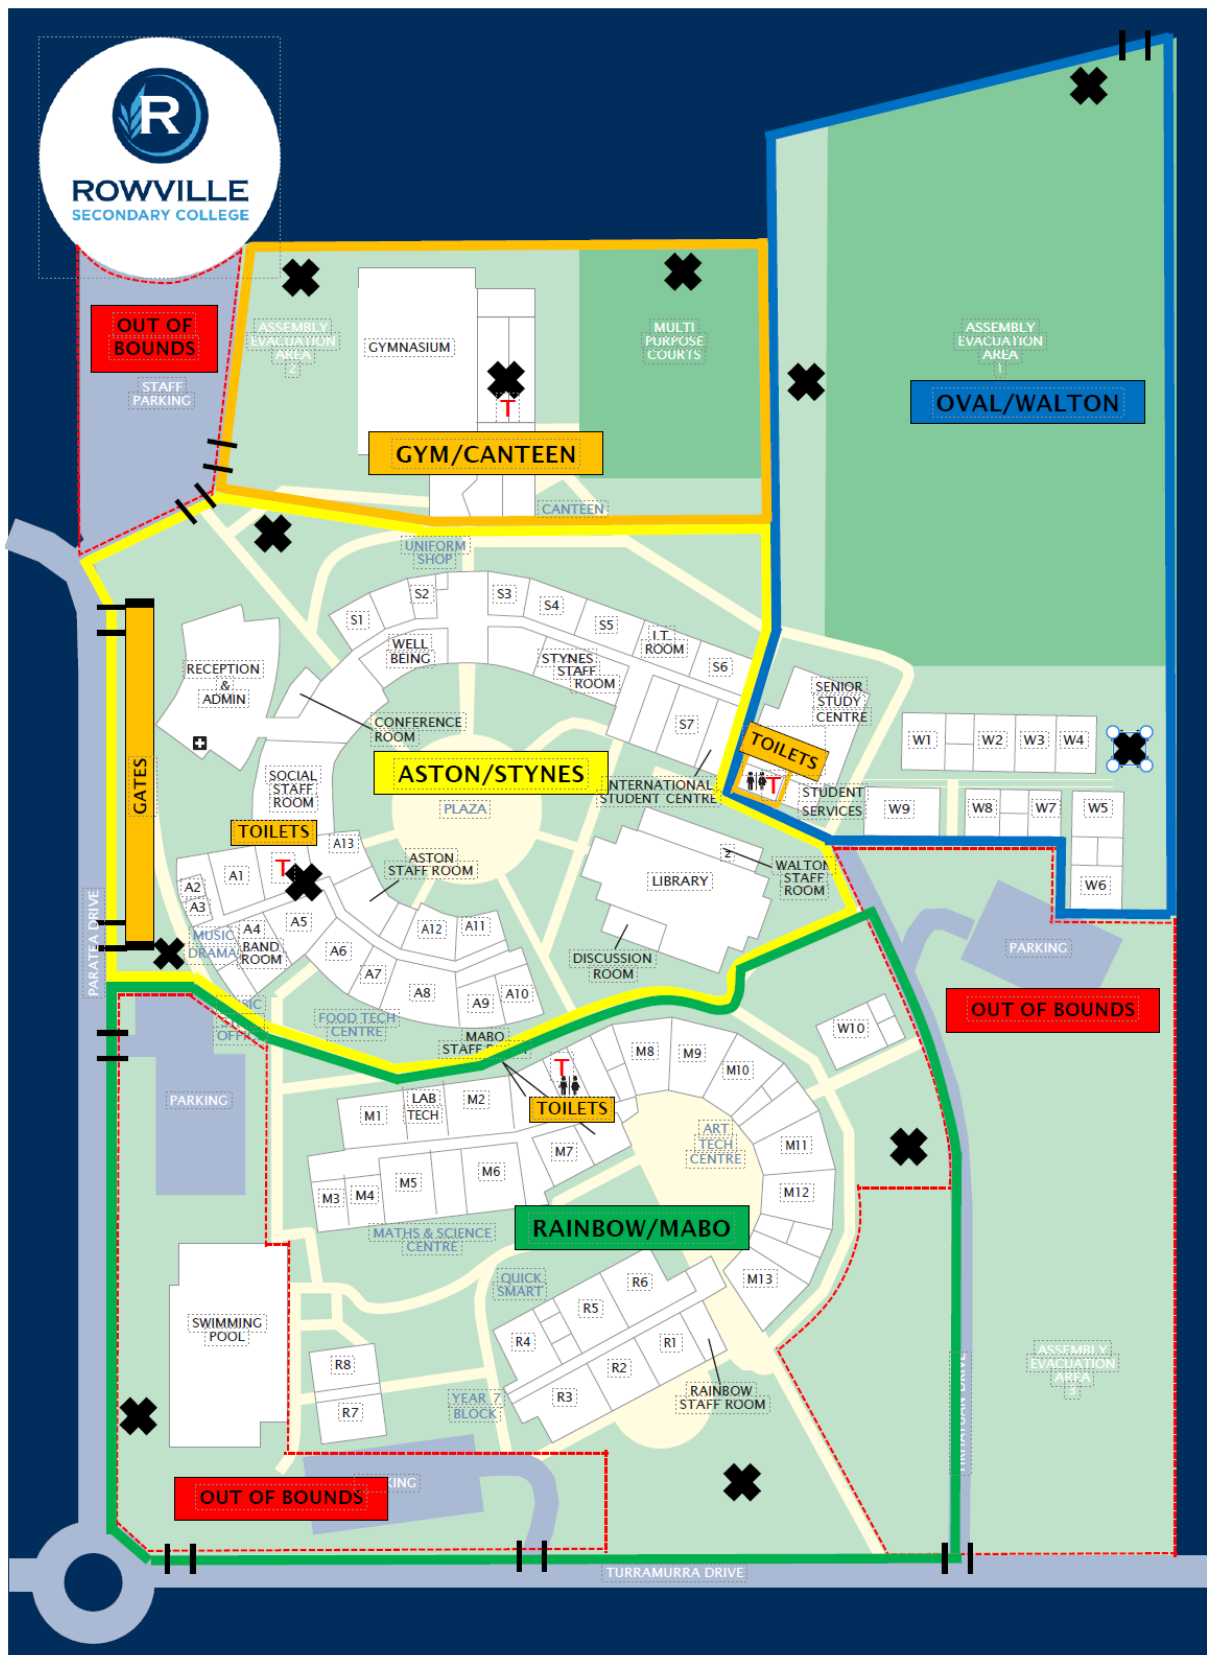 R
ROWVILLE
SECONDARY COLLEGE
OUT OF
BOUNDS
STAFF
PARKING
ASSEMBLY
EVACUATION
AREA
2
GYMNASIUM
T
MULTI
PURPOSE
COURTS
GYM/CANTEEN
CANTEEN
ASSEMBLY
EVACUATION
AREA
1
OVAL/WALTON
UNIFORM
SHOP
S1
S2
S3
S4
S5
I.T.
ROOM
S6
S7
WELL
BEING
STYNES
STAFF
ROOM
RECEPTION
&
ADMIN
CONFERENCE
ROOM
SENIOR
STUDY
CENTRE
W1
W2
W3
W4
TOILETS
T
GATES
SOCIAL
STAFF
ROOM
ASTON/STYNES
PLAZA
INTERNATIONAL
STUDENT CENTRE
STUDENT
SERVICES
W9
W8
W7
W5
W6
TOILETS
T
A13
ASTON
STAFF ROOM
2
LIBRARY
WALTON
STAFF
ROOM
A1
A2
A3
A4
A5
BAND
ROOM
MUSIC
DRAMA
A6
A7
A8
A9
A10
A11
A12
DISCUSSION
ROOM
PARATEA DRIVE
PARKING
OUT OF BOUNDS
FOOD TECH
CENTRE
MABO
STAFF
W10
T
TOILETS
M8
M9
M10
PARKING
M1
LAB
TECH
M2
M7
M6
M5
M4
M3
ART
TECH
CENTRE
M11
M12
M13
RAINBOW/MABO
MATHS & SCIENCE
CENTRE
QUICK
SMART
SWIMMING
POOL
R8
R7
R6
R5
R4
R1
R2
R3
YEAR 7
BLOCK
RAINBOW
STAFF ROOM
ASSEMBLY
EVACUATION
AREA
3
OUT OF BOUNDS
TURRAMURRA DRIVE